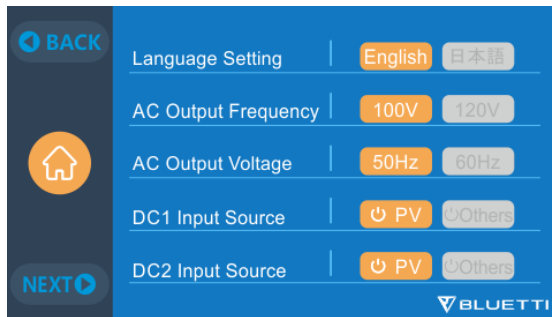 BACK
Language Setting English 日本語
AC Output Frequency 100V 120V
AC Output Voltage 50Hz 60Hz
DC1 Input Source PV Others
DC2 Input Source PV Others
NEXT
BLUETTI